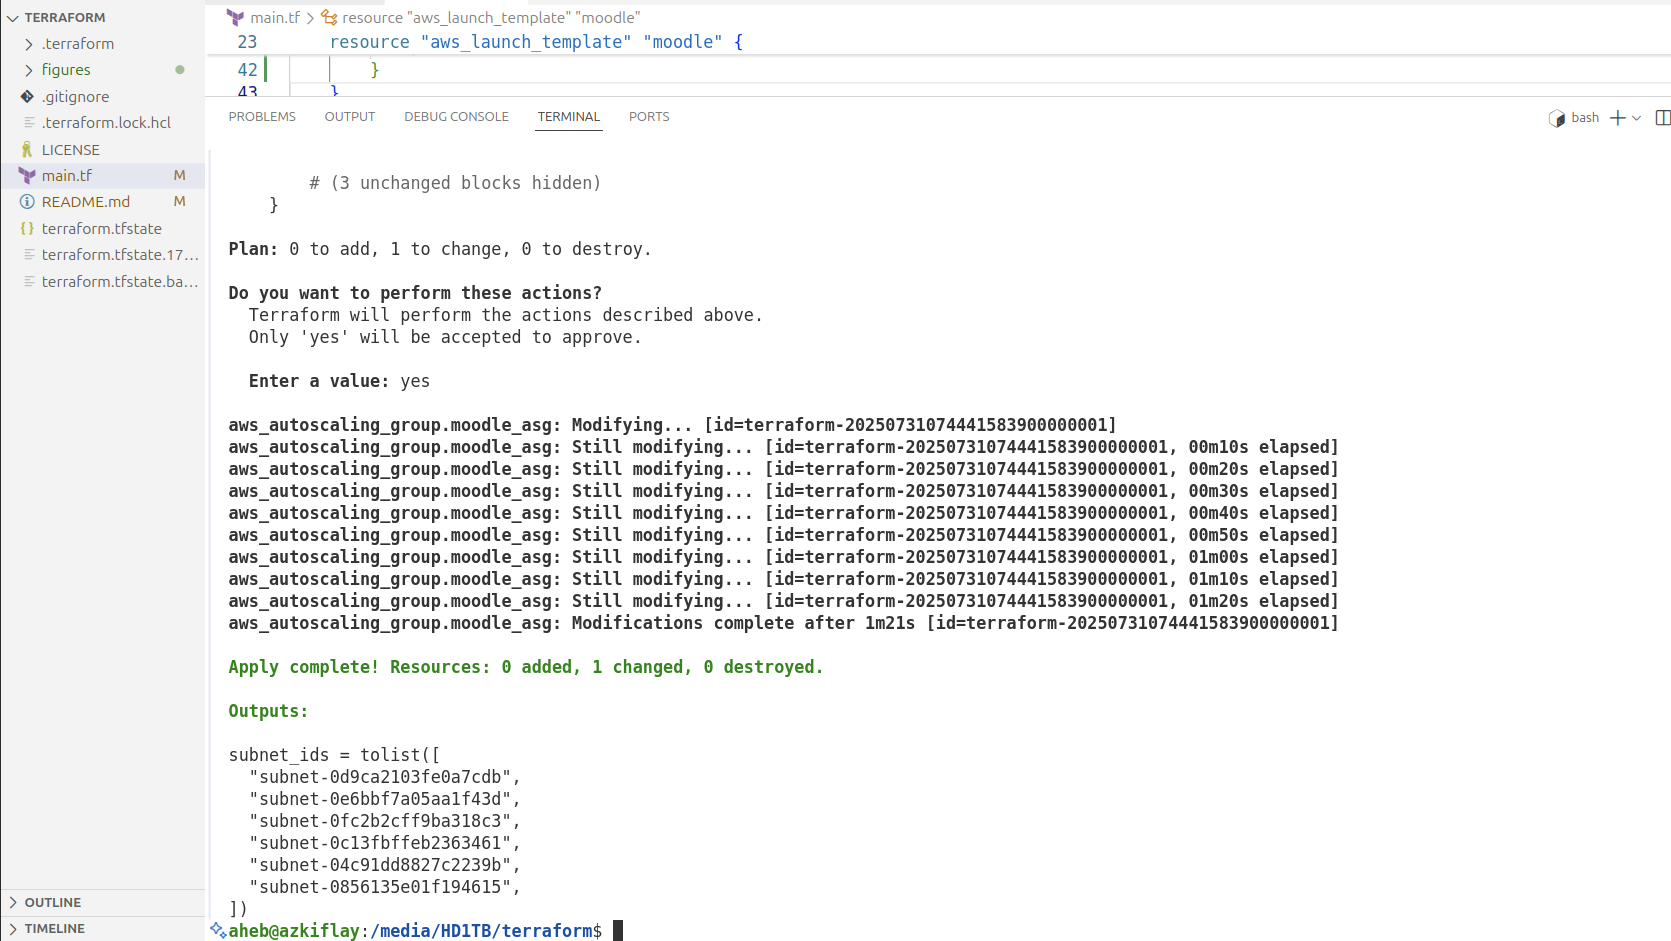 TERRAFORM
.terraform
figures
.gitignore
.terraform.lock.hcl
LICENSE
main.tf M
README.md M
terraform.tfstate
terraform.tfstate.17...
terraform.tfstate.ba...
OUTLINE
TIMELINE
main.tf > resource "aws_launch_template" "moodle"
23 resource "aws_launch_template" "moodle" {
42 }
43 }
PROBLEMS OUTPUT DEBUG CONSOLE TERMINAL PORTS
bash
# (3 unchanged blocks hidden)
}
Plan: 0 to add, 1 to change, 0 to destroy.
Do you want to perform these actions?
Terraform will perform the actions described above.
Only 'yes' will be accepted to approve.
Enter a value: yes
aws_autoscaling_group.moodle_asg: Modifying... [id=terraform-20250731074441583900000001]
aws_autoscaling_group.moodle_asg: Still modifying... [id=terraform-20250731074441583900000001, 00m10s elapsed]
aws_autoscaling_group.moodle_asg: Still modifying... [id=terraform-20250731074441583900000001, 00m20s elapsed]
aws_autoscaling_group.moodle_asg: Still modifying... [id=terraform-20250731074441583900000001, 00m30s elapsed]
aws_autoscaling_group.moodle_asg: Still modifying... [id=terraform-20250731074441583900000001, 00m40s elapsed]
aws_autoscaling_group.moodle_asg: Still modifying... [id=terraform-20250731074441583900000001, 00m50s elapsed]
aws_autoscaling_group.moodle_asg: Still modifying... [id=terraform-20250731074441583900000001, 01m00s elapsed]
aws_autoscaling_group.moodle_asg: Still modifying... [id=terraform-20250731074441583900000001, 01m10s elapsed]
aws_autoscaling_group.moodle_asg: Still modifying... [id=terraform-20250731074441583900000001, 01m20s elapsed]
aws_autoscaling_group.moodle_asg: Modifications complete after 1m21s [id=terraform-20250731074441583900000001]
Apply complete! Resources: 0 added, 1 changed, 0 destroyed.
Outputs:
subnet_ids = tolist([
"subnet-0d9ca2103fe0a7cdb",
"subnet-0e6bbf7a05aa1f43d",
"subnet-0fc2b2cff9ba318c3",
"subnet-0c13fbffeb2363461",
"subnet-04c91dd8827c2239b",
"subnet-0856135e01f194615",
])
aheb@azkiflay:/media/HD1TB/terraform$